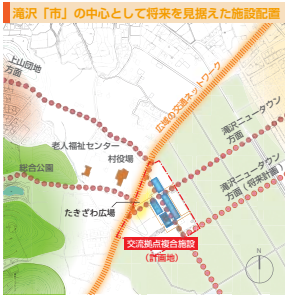 滝沢「市」の中心として将来を見据えた施設配置
上山団地
方面
広域の交通ネットワーク
滝沢ニュータウン
方面
老人福祉センター
村役場
総合公園
滝沢ニュータウン
方面(将来計画)
たきざわ広場
交流拠点複合施設
(計画地)
N